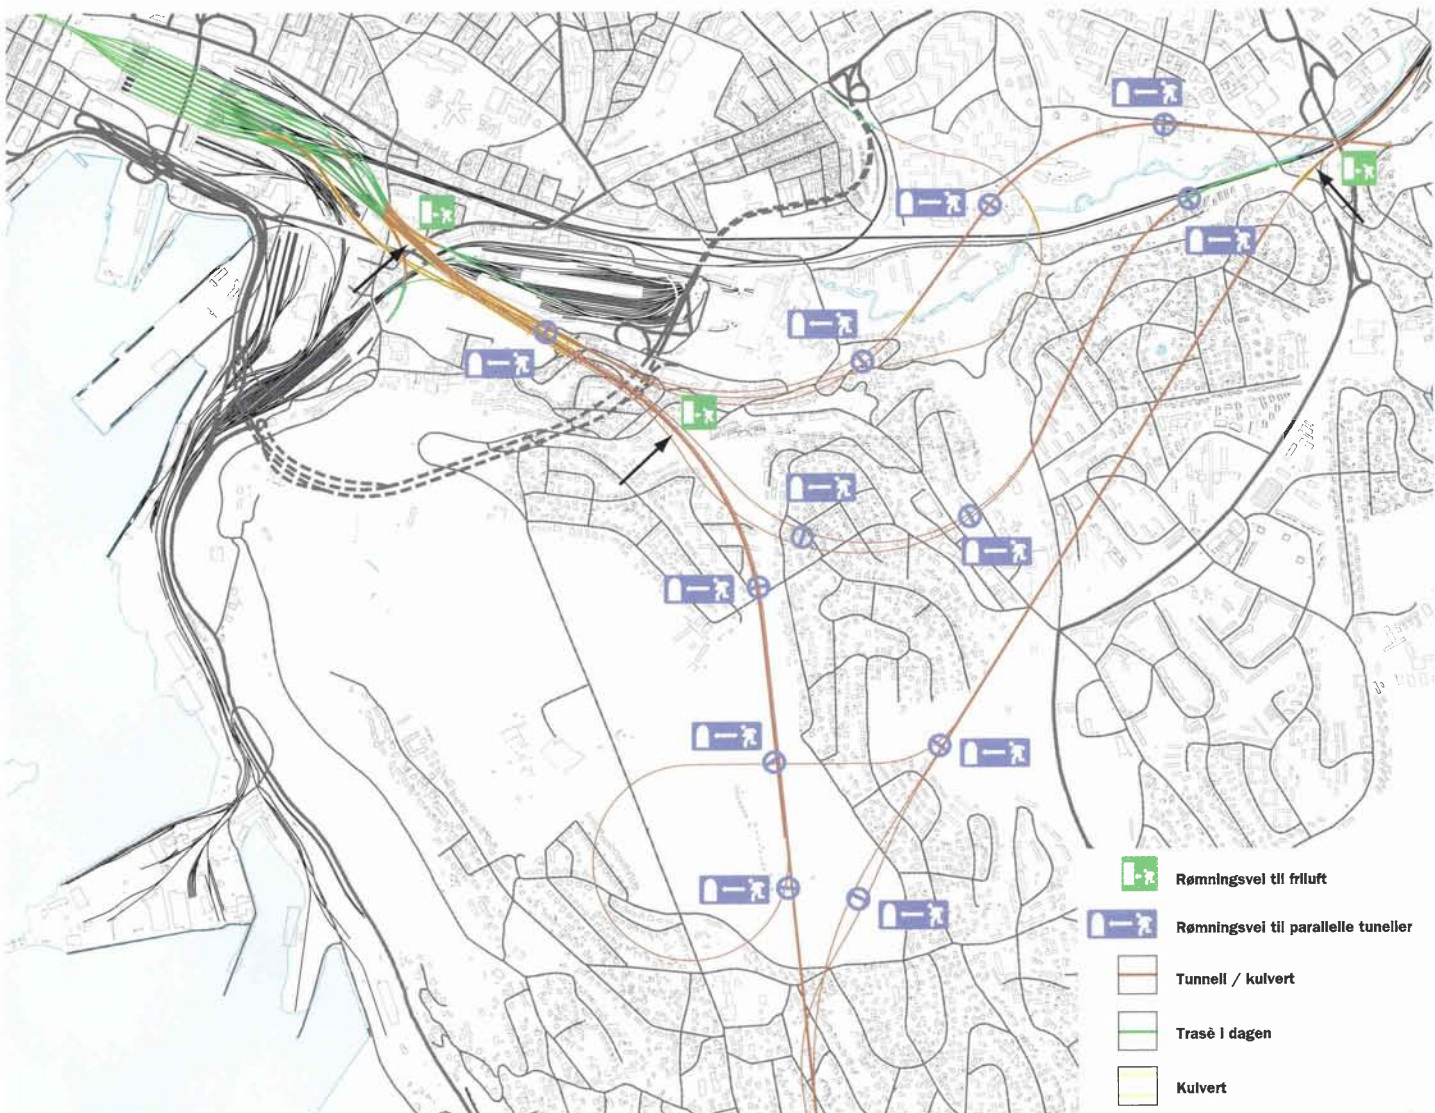 Rømningsvei til friluft
Rømningsvei til parallelle tuneller
Tunnell / kulvert
Trasè i dagen
Kulvert